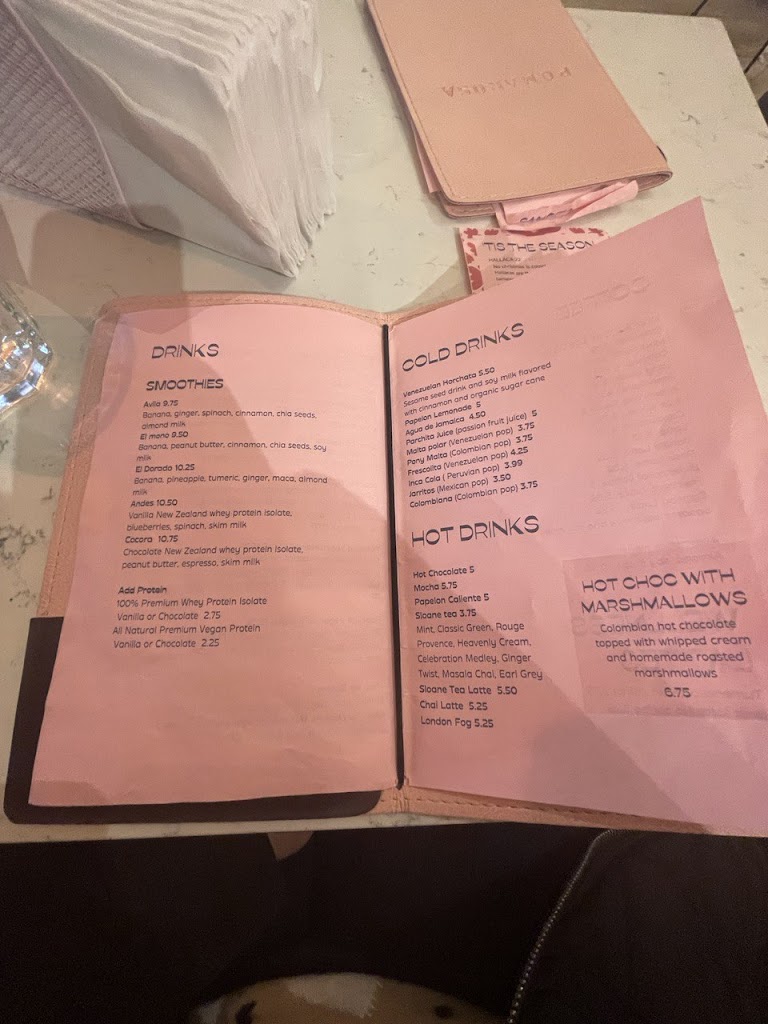 POMAROSA
'TIS THE SEASON
HALLACA 22
DRINKS
SMOOTHIES
Avila 9.75
Banana, ginger, spinach, cinnamon, chia seeds,
almond milk
El mono 9.50
Banana, peanut butter, cinnamon, chia seeds, soy
milk
El Dorado 10.25
Banana, pineapple, tumeric, ginger, maca, almond
milk
Andes 10.50
Vanilla New Zealand whey protein isolate,
blueberries, spinach, skim milk
Cocora 10.75
Chocolate New Zealand whey protein isolate,
peanut butter, espresso, skim milk
Add Protein
100% Premium Whey Protein Isolate
Vanilla or Chocolate 2.75
All Natural Premium Vegan Protein
Vanilla or Chocolate 2.25
COLD DRINKS
Venezuelan Horchata 5.50
Sesame seed drink and soy milk flavored
with cinnamon and organic sugar cane
Papelon Lemonade 5
Agua de Jamaica 4.50
Parchita Juice (passion fruit juice) 5
Malta polar (Venezuelan pop) 3.75
Pony Malta (Colombian pop) 3.75
Frescolita (Venezuelan pop) 4.25
Inca Cola ( Peruvian pop) 3.99
Jarritos (Mexican pop) 3.50
Colombiana (Colombian pop) 3.75
HOT DRINKS
Hot Chocolate 5
Mocha 5.75
Papelon Caliente 5
Sloane tea 3.75
Mint, Classic Green, Rouge
Provence, Heavenly Cream,
Celebration Medley, Ginger
Twist, Masala Chai, Earl Grey
Sloane Tea Latte 5.50
Chai Latte 5.25
London Fog 5.25
HOT CHOC WITH
MARSHMALLOWS
Colombian hot chocolate
topped with whipped cream
and homemade roasted
marshmallows
6.75